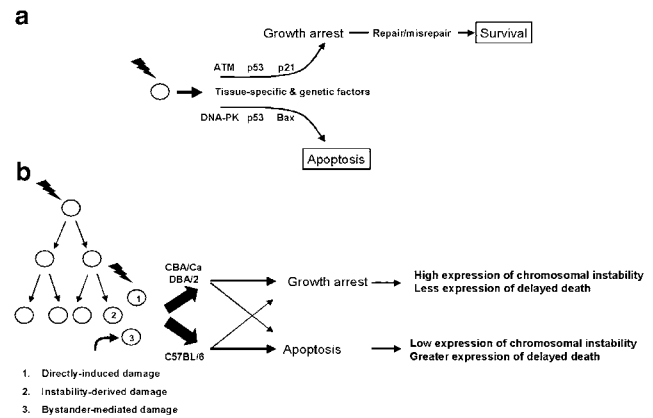 a
Growth arrest
Repair/misrepair
Survival
ATM p53 p21
Tissue-specific & genetic factors
DNA-PK p53 Bax
Apoptosis
b
CBA/Ca
DBA/2
C57BL/6
1
2
3
Growth arrest
High expression of chromosomal instability
Less expression of delayed death
Apoptosis
Low expression of chromosomal instability
Greater expression of delayed death
1. Directly-induced damage
2. Instability-derived damage
3. Bystander-mediated damage